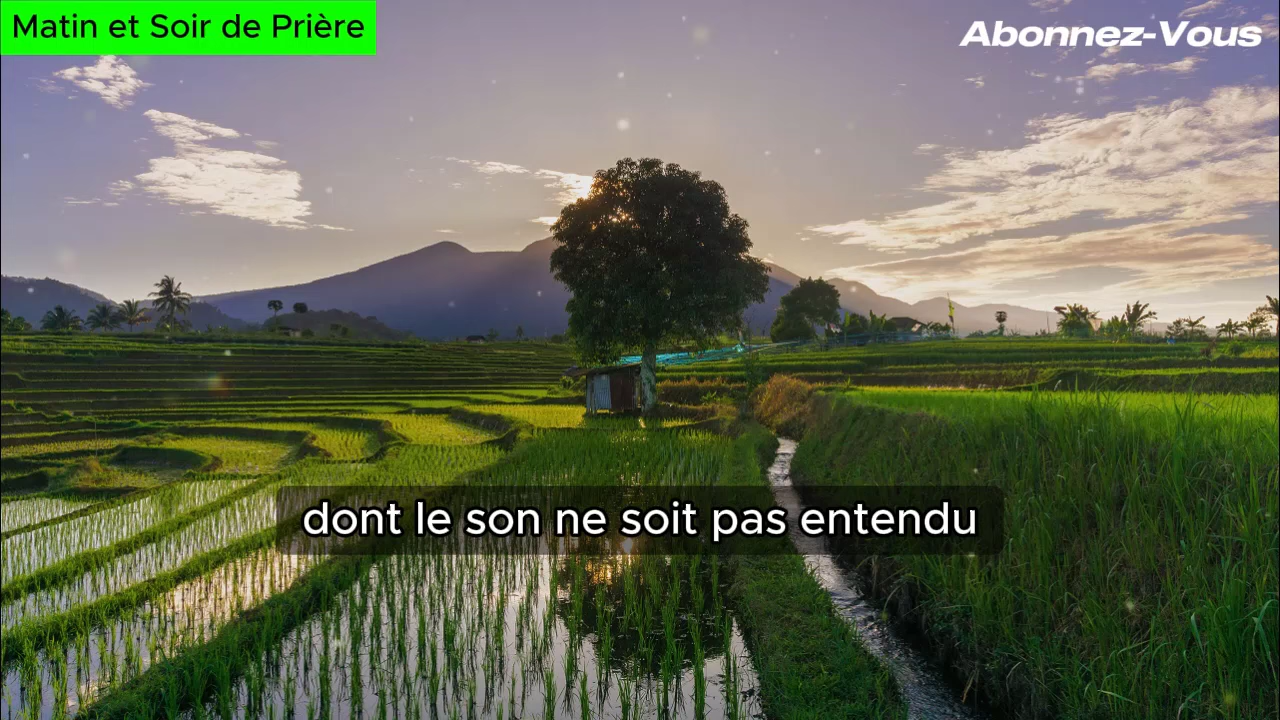 Matin et Soir de Prière
Abonnez-Vous
dont le son ne soit pas entendu